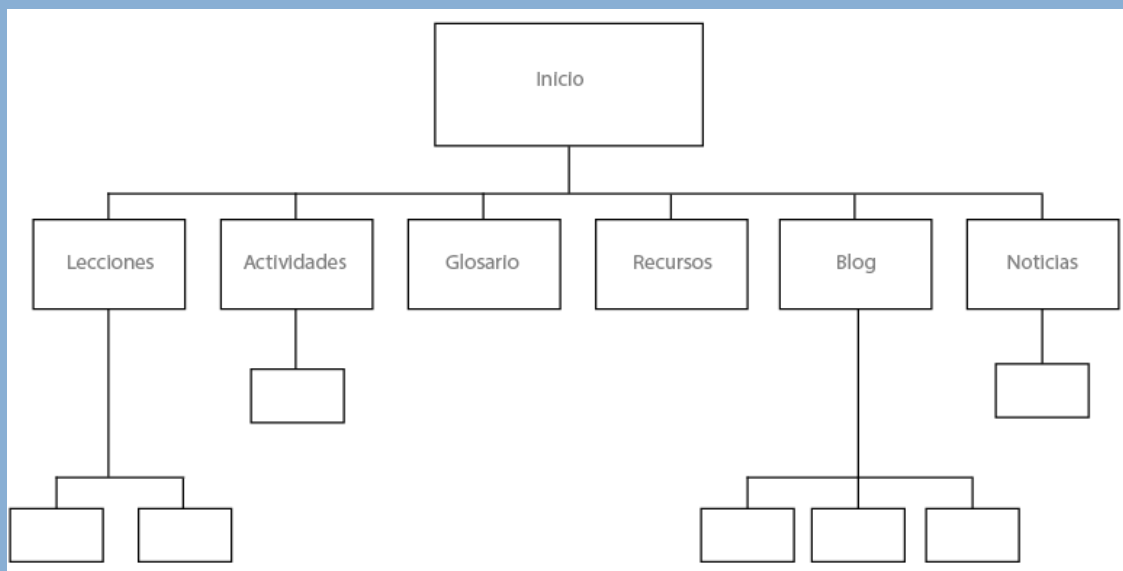 Inicio
Lecciones
Actividades
Glosario
Recursos
Blog
Noticias